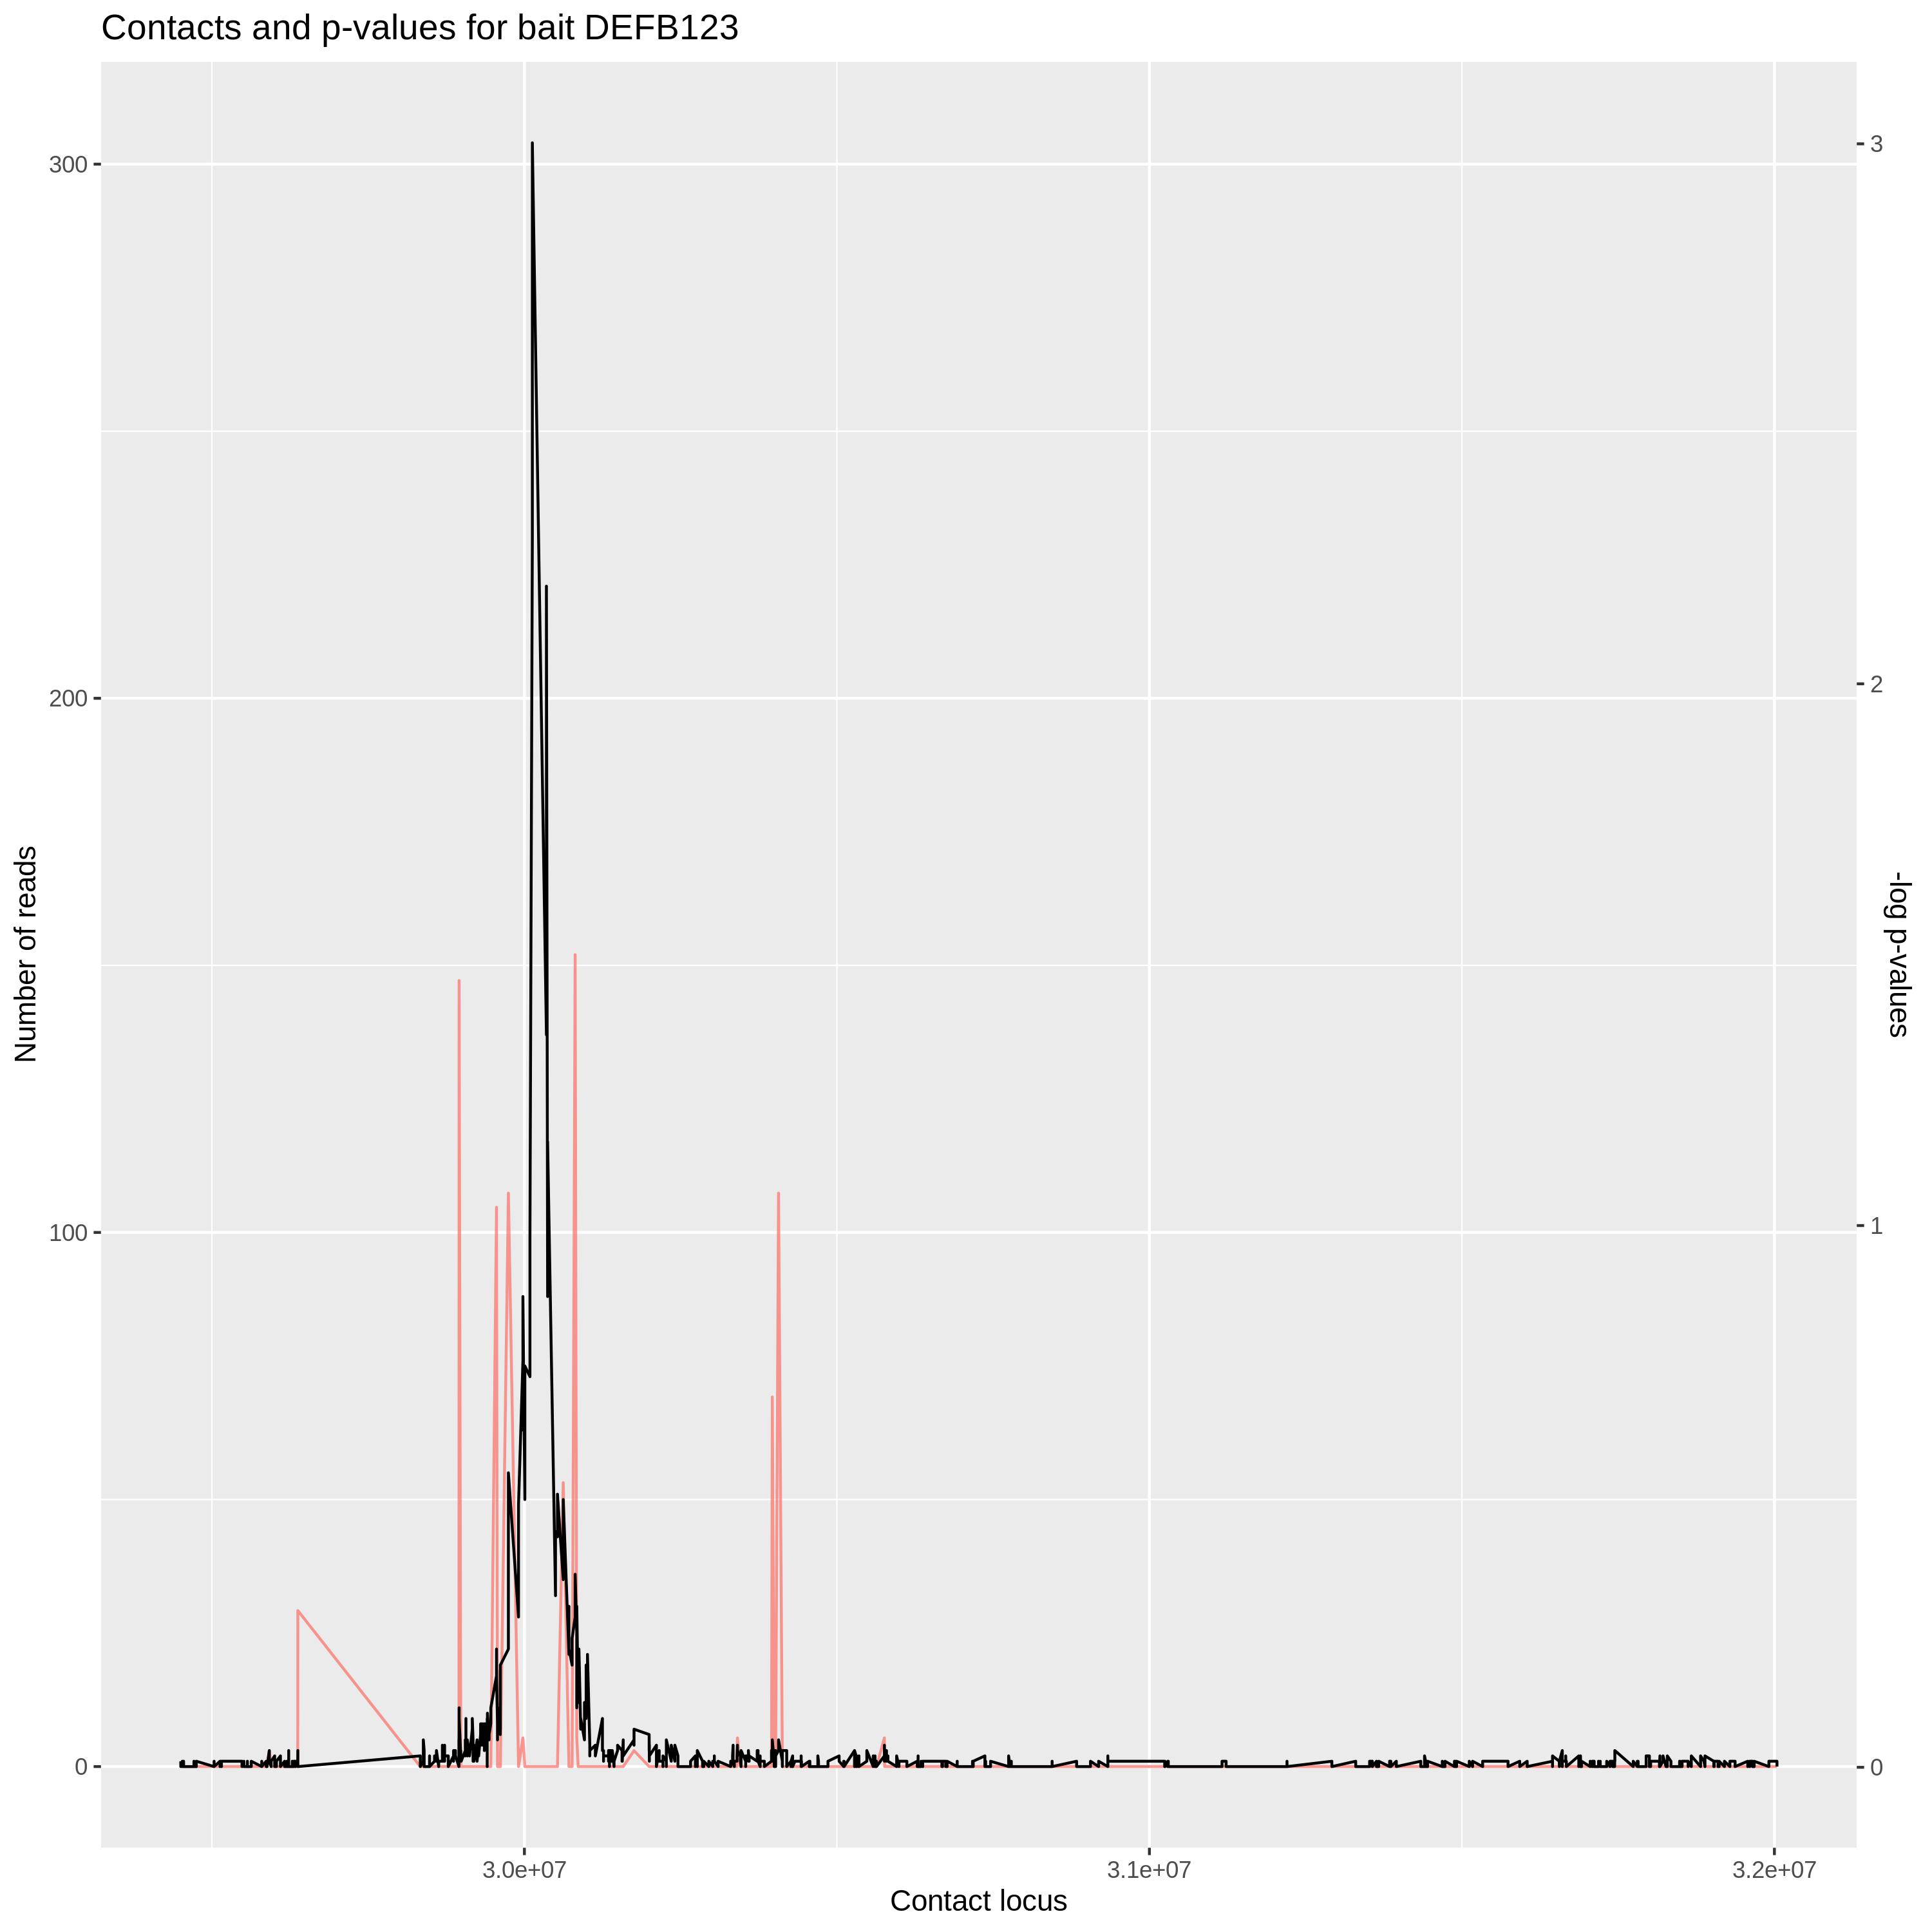 Contacts and p-values for bait DEFB123
300
200
100
0
Number of reads
3
2
1
0
-log p-values
3.0e+07
3.1e+07
3.2e+07
Contact locus